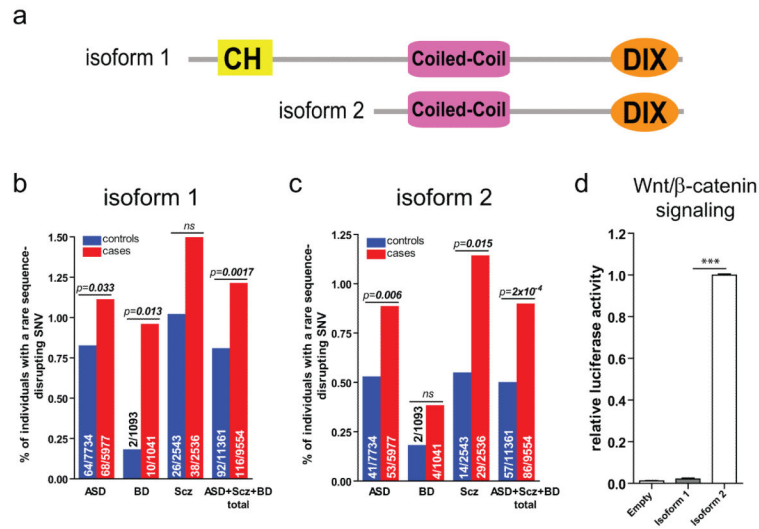 a
isoform 1
CH
Coiled-Coil
DIX
isoform 2
Coiled-Coil
DIX
b
isoform 1
% of individuals with a rare sequence-
disrupting SNV
1.50
1.25
1.00
0.75
0.50
0.25
0.00
controls
cases
p=0.033
p=0.013
ns
p=0.0017
64/7734
68/5977
2/1093
10/1041
26/2543
38/2536
92/11361
116/9554
ASD
BD
Scz
ASD+Scz+BD
total
c
isoform 2
% of individuals with a rare sequence-
disrupting SNV
1.25
1.00
0.75
0.50
0.25
0.00
controls
cases
p=0.006
ns
p=0.015
p=2x10-4
41/7734
53/5977
2/1093
4/1041
14/2543
29/2536
57/11361
86/9554
ASD
BD
Scz
ASD+Scz+BD
total
d
Wnt/β-catenin
signaling
relative luciferase activity
1.0
0.8
0.6
0.4
0.2
0.0
***
Empty
Isoform 1
Isoform 2